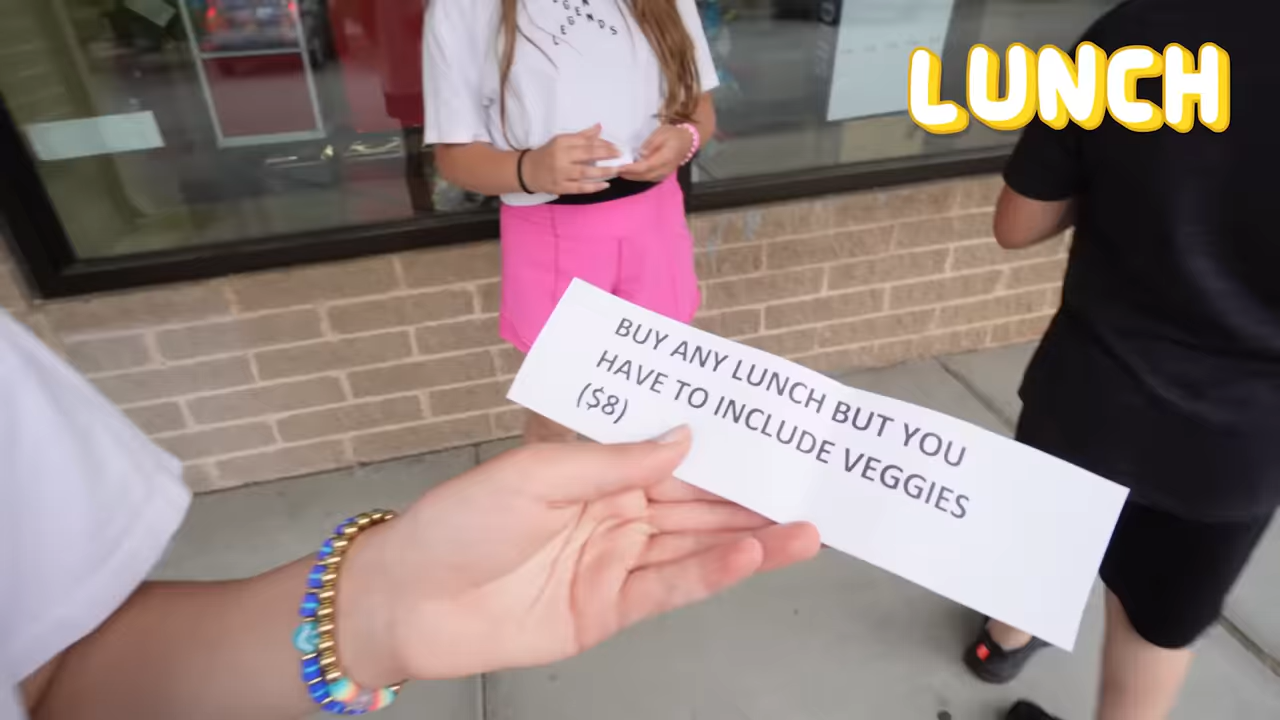 LUNCH
BUY ANY LUNCH BUT YOU
HAVE TO INCLUDE VEGGIES
($8)